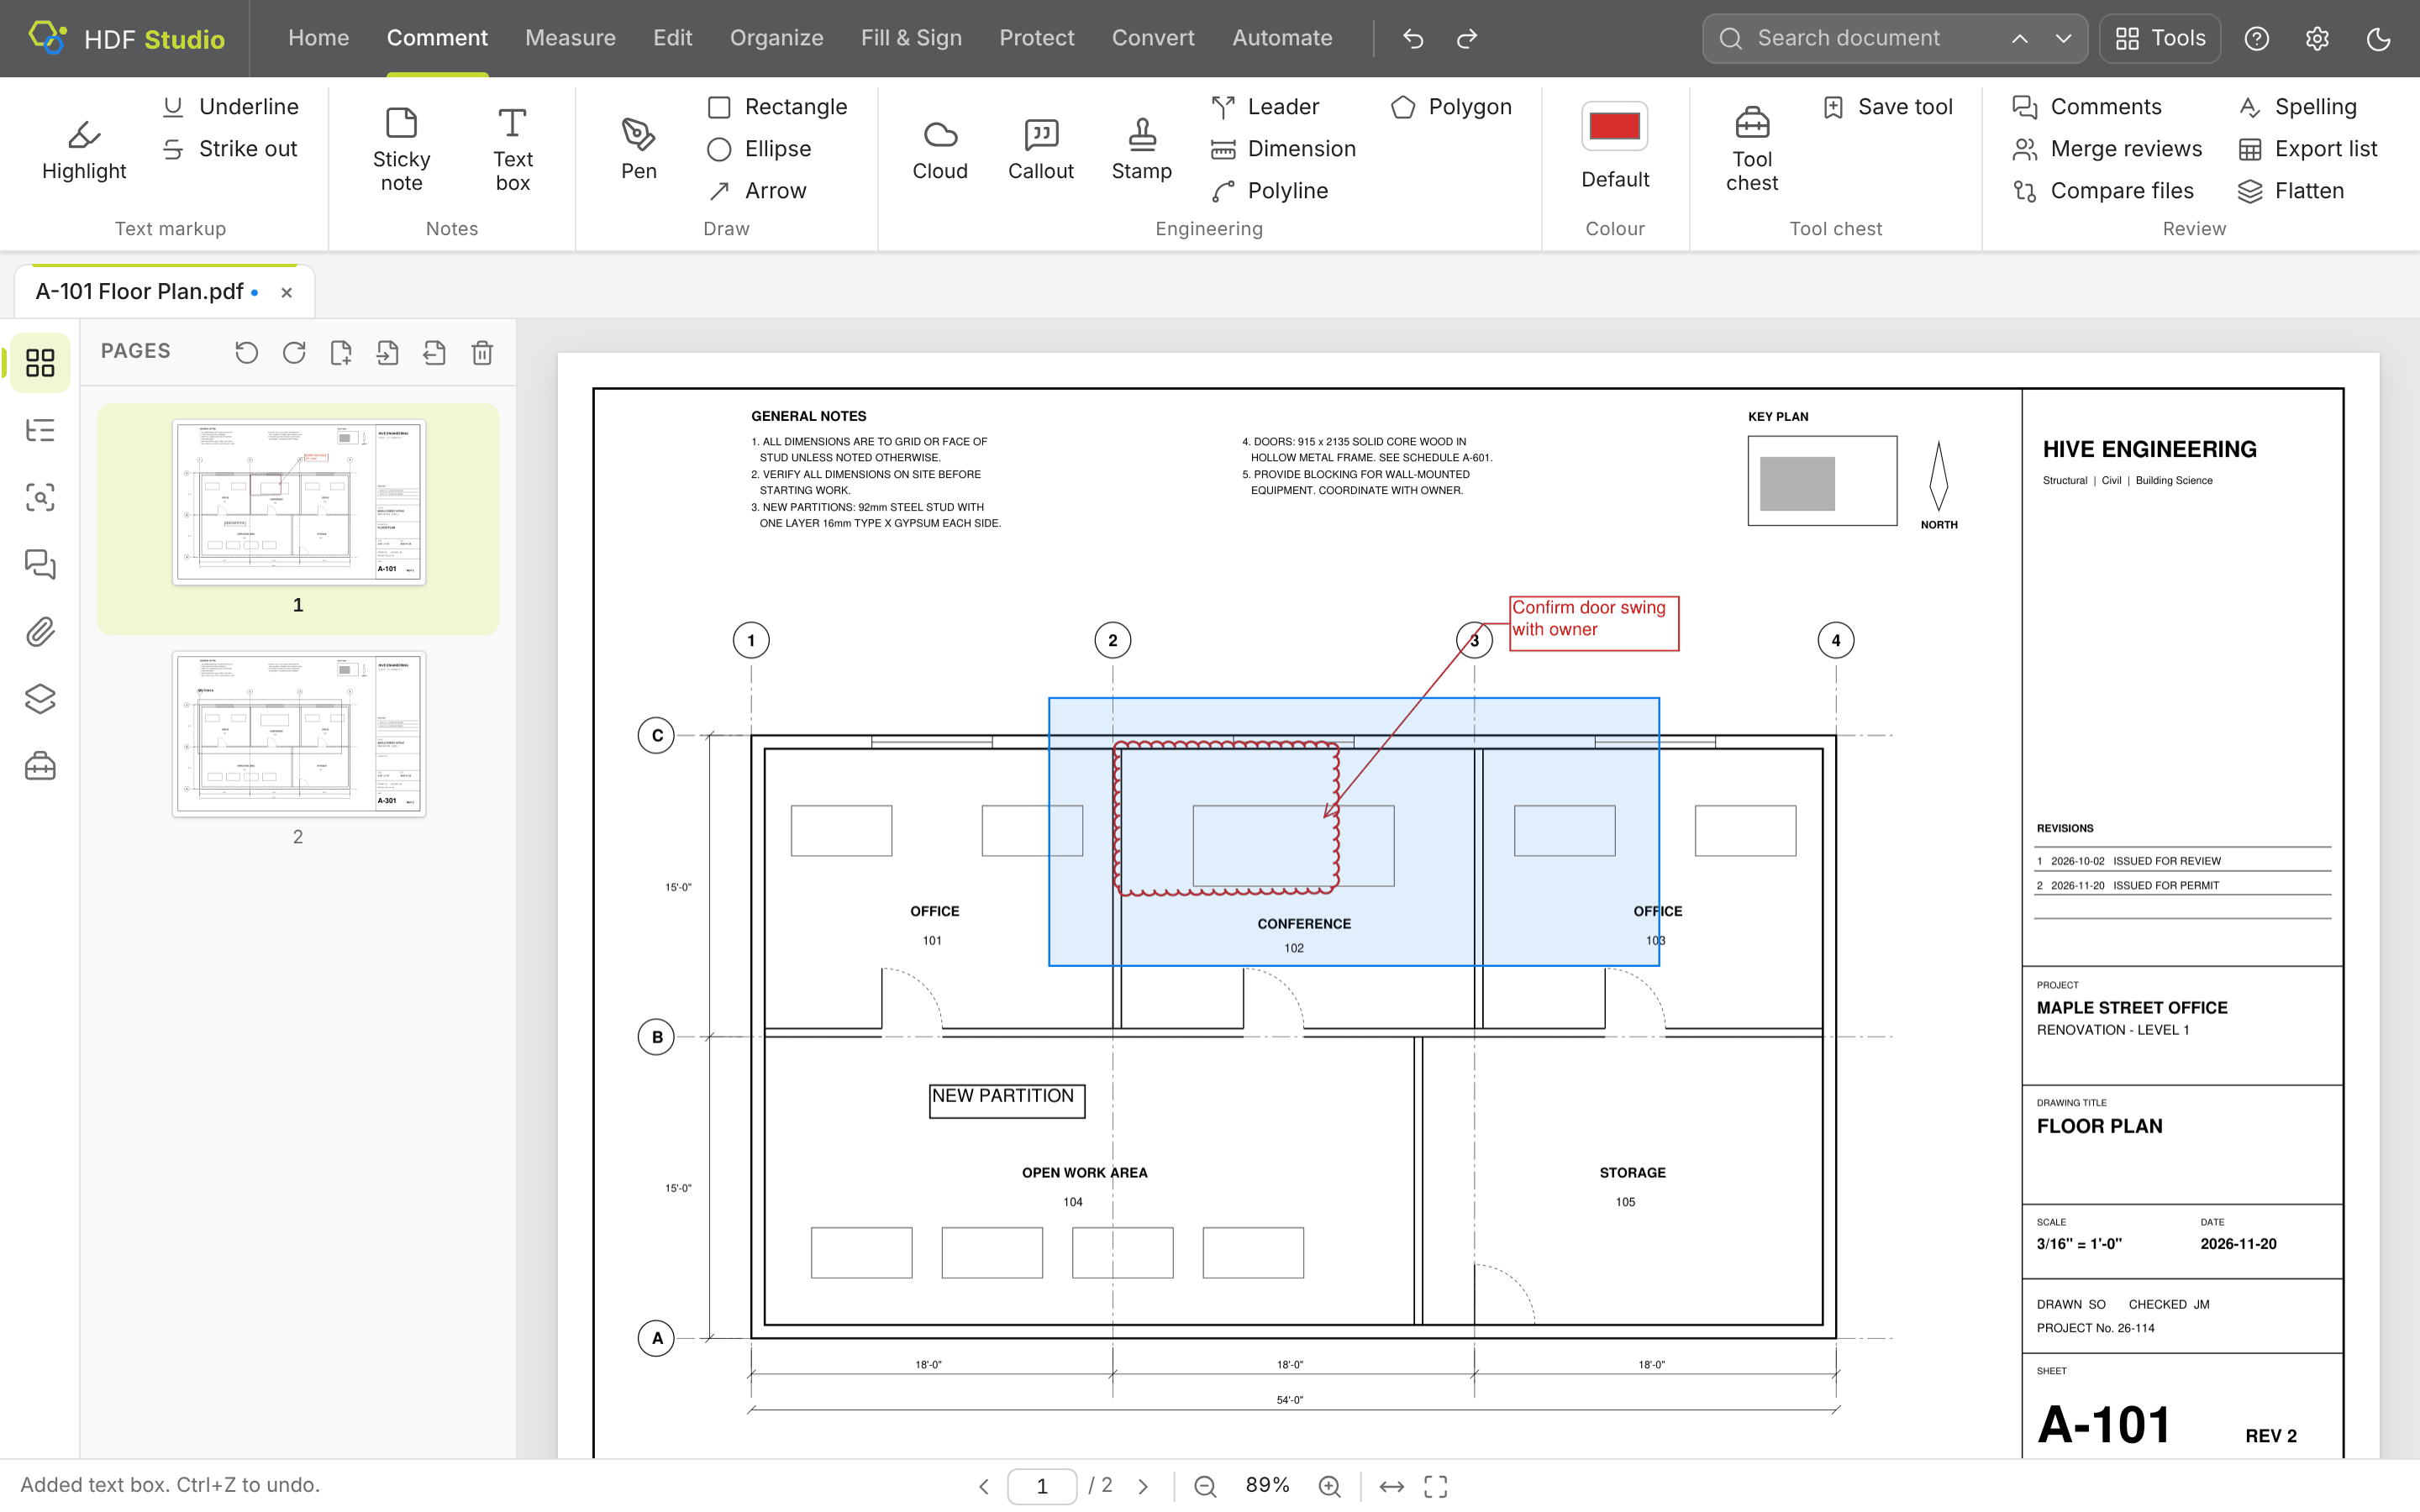 HDF Studio
Home
Comment
Measure
Edit
Organize
Fill & Sign
Protect
Convert
Automate
Search document
Tools
Highlight
Underline
Strike out
Text markup
Sticky note
Text box
Notes
Pen
Rectangle
Ellipse
Arrow
Draw
Cloud
Callout
Stamp
Leader
Dimension
Polyline
Polygon
Engineering
Default
Colour
Tool chest
Save tool
Tool chest
Comments
Merge reviews
Compare files
Spelling
Export list
Flatten
Review
A-101 Floor Plan.pdf
PAGES
1
2
GENERAL NOTES
1. ALL DIMENSIONS ARE TO GRID OR FACE OF
STUD UNLESS NOTED OTHERWISE.
2. VERIFY ALL DIMENSIONS ON SITE BEFORE
STARTING WORK.
3. NEW PARTITIONS: 92mm STEEL STUD WITH
ONE LAYER 16mm TYPE X GYPSUM EACH SIDE.
4. DOORS: 915 x 2135 SOLID CORE WOOD IN
HOLLOW METAL FRAME. SEE SCHEDULE A-601.
5. PROVIDE BLOCKING FOR WALL-MOUNTED
EQUIPMENT. COORDINATE WITH OWNER.
KEY PLAN
NORTH
Confirm door swing
with owner
1
2
3
4
C
B
A
15'-0"
15'-0"
OFFICE
101
CONFERENCE
102
OFFICE
103
NEW PARTITION
OPEN WORK AREA
104
STORAGE
105
18'-0"
18'-0"
18'-0"
54'-0"
HIVE ENGINEERING
Structural | Civil | Building Science
REVISIONS
1 2026-10-02 ISSUED FOR REVIEW
2 2026-11-20 ISSUED FOR PERMIT
PROJECT
MAPLE STREET OFFICE
RENOVATION - LEVEL 1
DRAWING TITLE
FLOOR PLAN
SCALE
3/16" = 1'-0"
DATE
2026-11-20
DRAWN SO CHECKED JM
PROJECT No. 26-114
SHEET
A-101
REV 2
A-101
A-301
Added text box. Ctrl+Z to undo.
1 / 2
89%